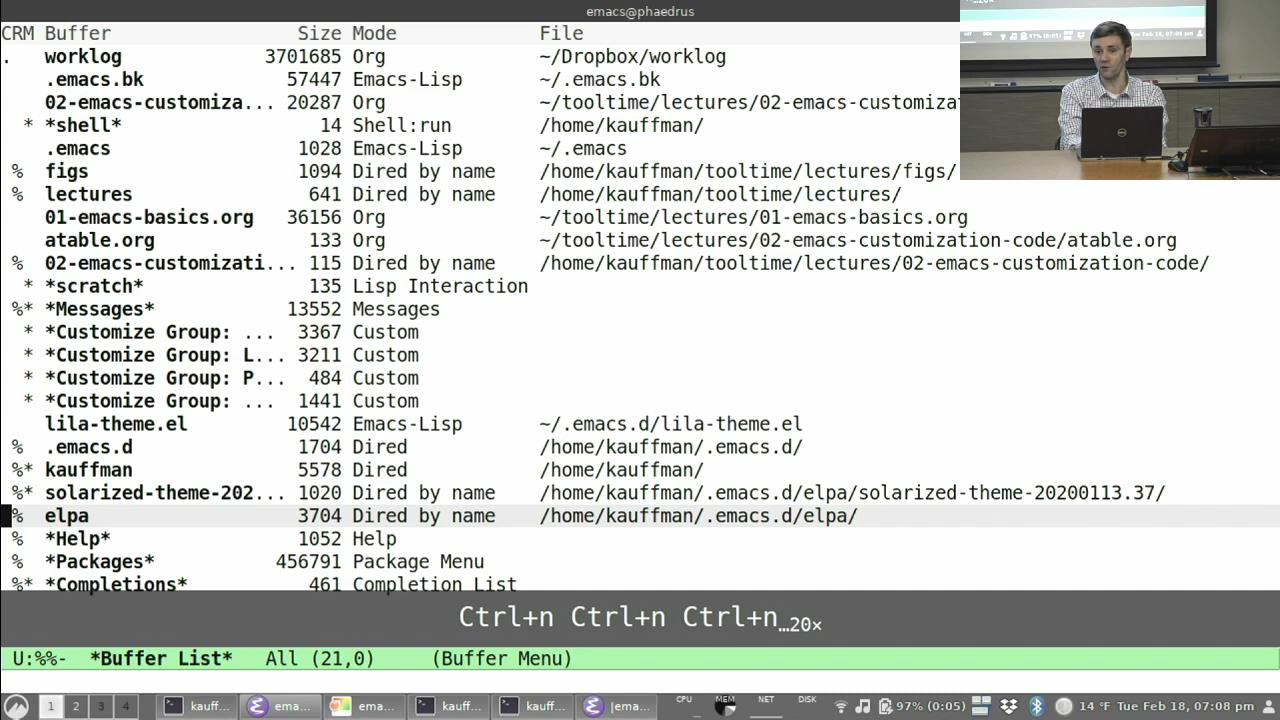 emacs@phaedrus
CRM Buffer Size Mode File
. worklog 3701685 Org ~/Dropbox/worklog
.emacs.bk 57447 Emacs-Lisp ~/.emacs.bk
02-emacs-customiza... 20287 Org ~/tooltime/lectures/02-emacs-customizat
* *shell* 14 Shell:run /home/kauffman/
.emacs 1028 Emacs-Lisp ~/.emacs
% figs 1094 Dired by name /home/kauffman/tooltime/lectures/figs/
% lectures 641 Dired by name /home/kauffman/tooltime/lectures/
01-emacs-basics.org 36156 Org ~/tooltime/lectures/01-emacs-basics.org
atable.org 133 Org ~/tooltime/lectures/02-emacs-customization-code/atable.org
% 02-emacs-customizati... 115 Dired by name /home/kauffman/tooltime/lectures/02-emacs-customization-code/
* *scratch* 135 Lisp Interaction
%* *Messages* 13552 Messages
* *Customize Group: ... 3367 Custom
* *Customize Group: L... 3211 Custom
* *Customize Group: P... 484 Custom
* *Customize Group: ... 1441 Custom
lila-theme.el 10542 Emacs-Lisp ~/.emacs.d/lila-theme.el
% .emacs.d 1704 Dired /home/kauffman/.emacs.d/
%* kauffman 5578 Dired /home/kauffman/
%* solarized-theme-202... 1020 Dired by name /home/kauffman/.emacs.d/elpa/solarized-theme-20200113.37/
% elpa 3704 Dired by name /home/kauffman/.emacs.d/elpa/
% *Help* 1052 Help
% *Packages* 456791 Package Menu
%* *Completions* 461 Completion List
Ctrl+n Ctrl+n Ctrl+n…20×
U:%%- *Buffer List* All (21,0) (Buffer Menu)
1 2 3 4 kauff... ema... ema... kauff... kauff... [ema... CPU MEM NET DISK 97% (0:05) 14 °F Tue Feb 18, 07:08 pm